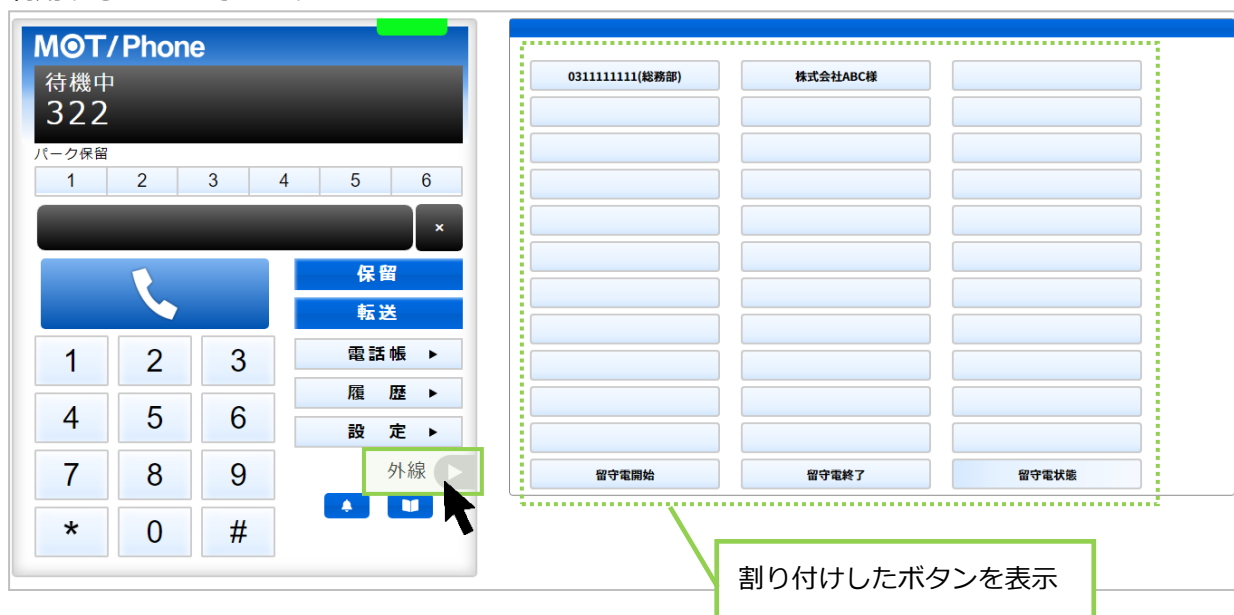 MOT/Phone
待機中
322
パーク保留
1 2 3 4 5 6
×
保留
転送
1 2 3
電話帳 ▶
履 歴 ▶
4 5 6
設 定 ▶
外線 ▶
7 8 9
* 0 #
0311111111(総務部) 株式会社ABC様
留守電開始 留守電終了 留守電状態
割り付けしたボタンを表示